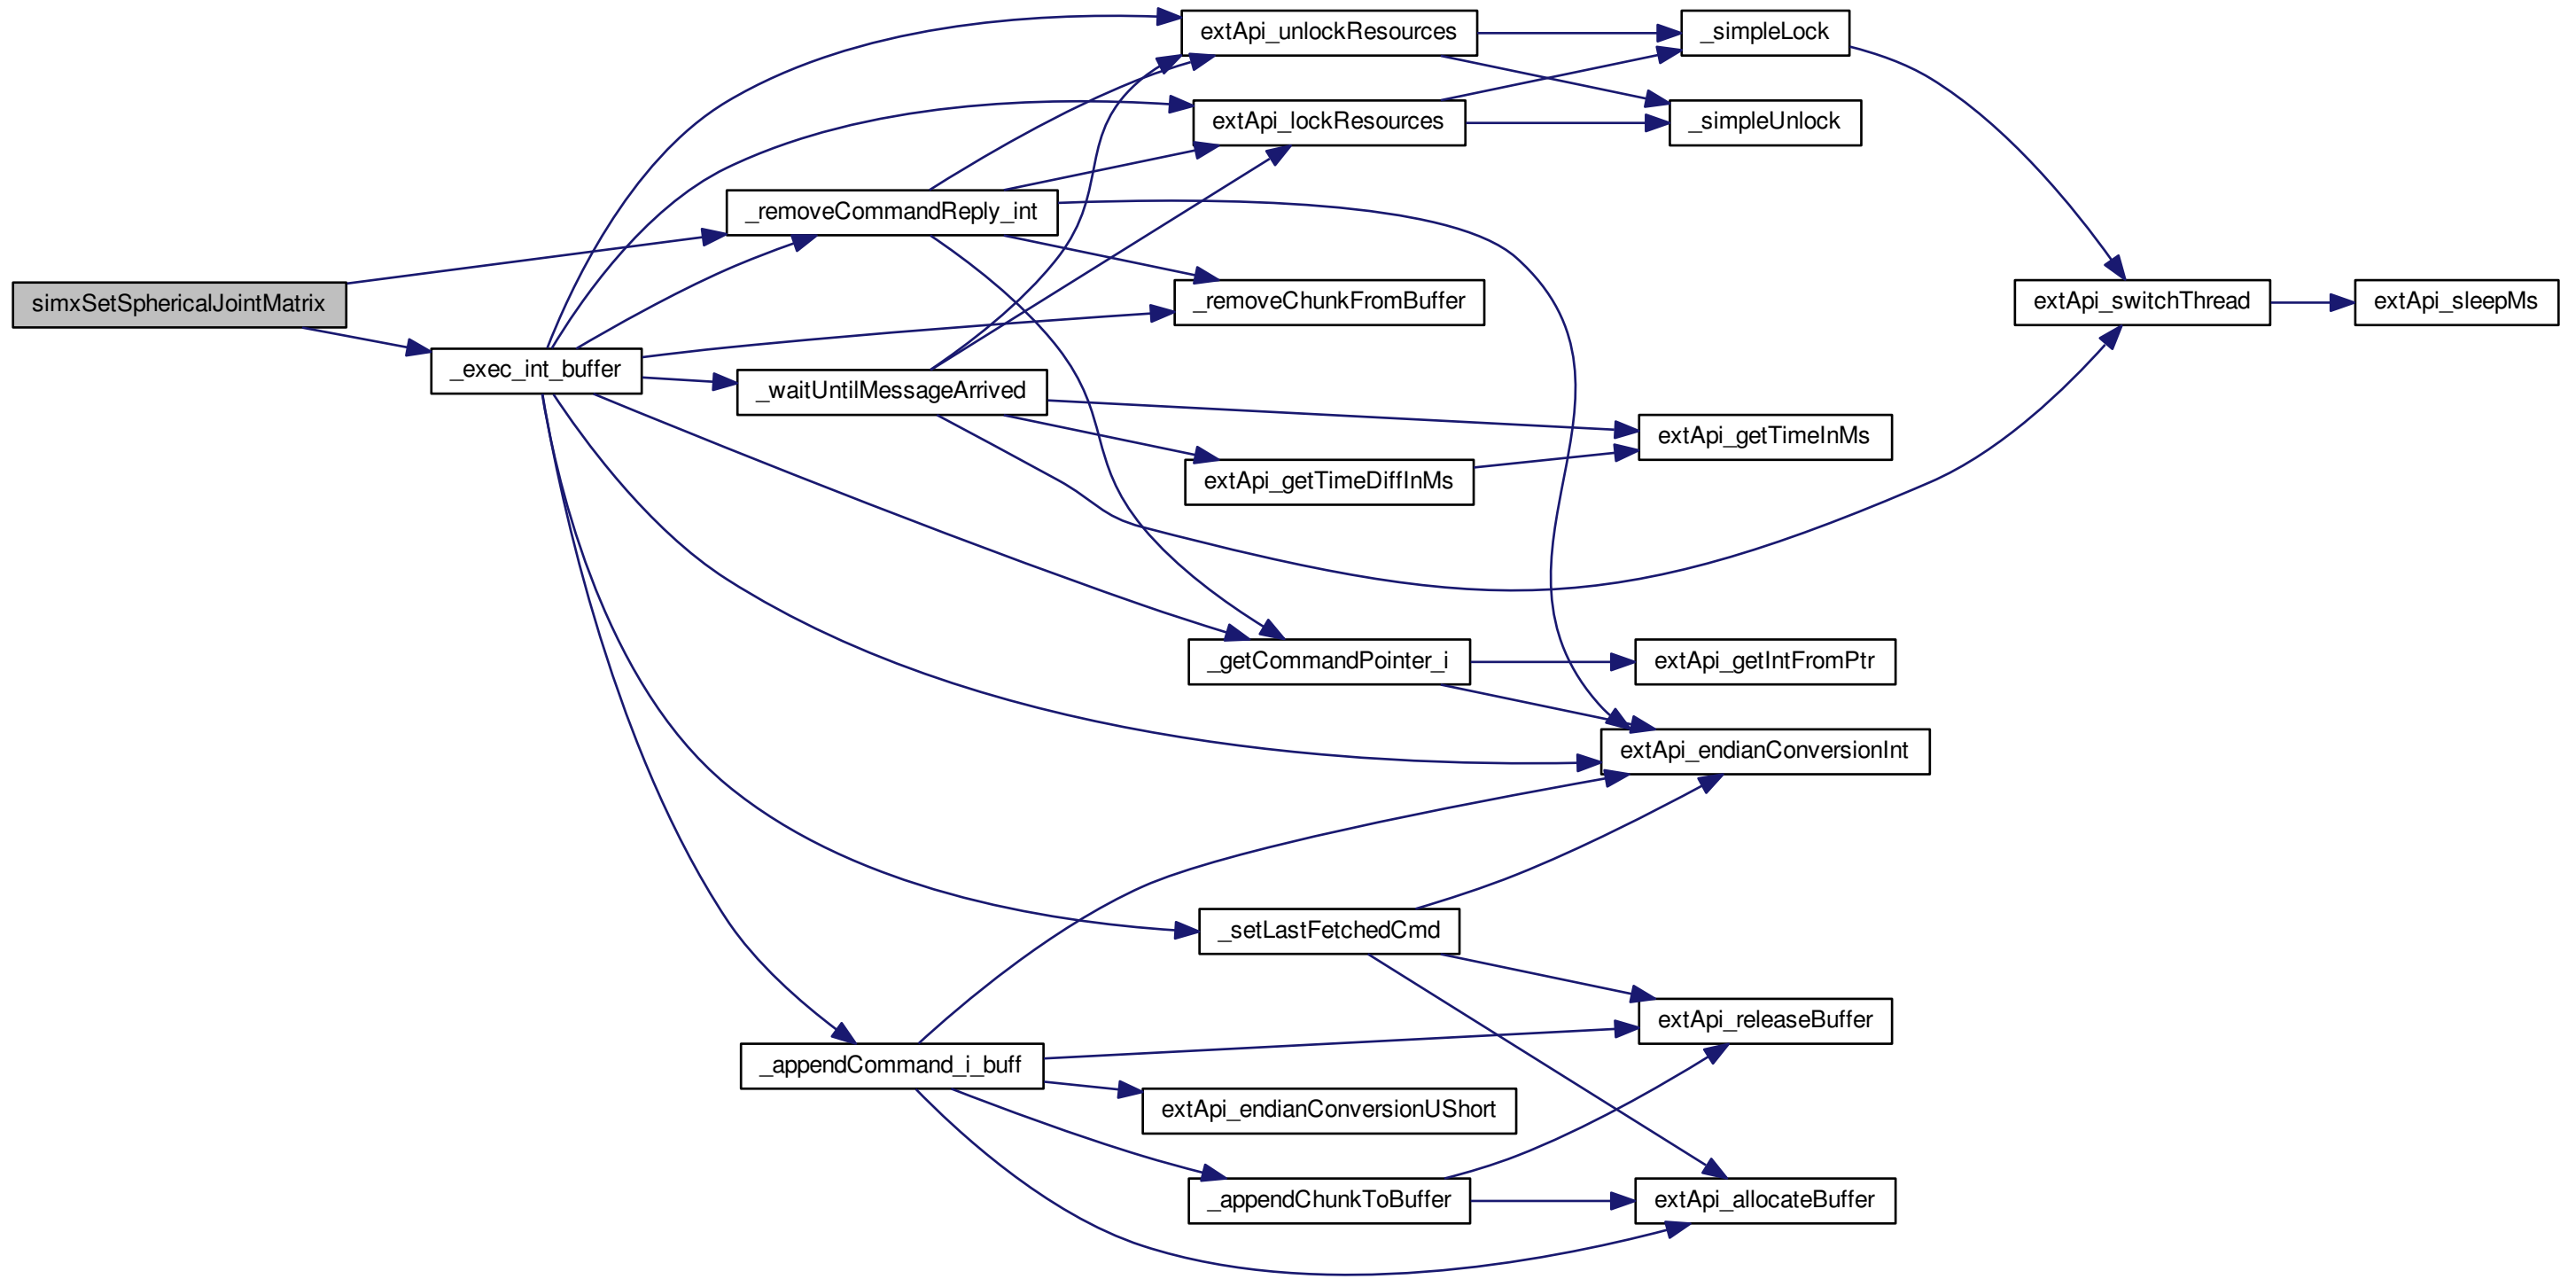 extApi_unlockResources
_simpleLock
extApi_lockResources
_simpleUnlock
_removeCommandReply_int
simxSetSphericalJointMatrix
_removeChunkFromBuffer
extApi_switchThread
extApi_sleepMs
_exec_int_buffer
_waitUntilMessageArrived
extApi_getTimeInMs
extApi_getTimeDiffInMs
_getCommandPointer_i
extApi_getIntFromPtr
extApi_endianConversionInt
_setLastFetchedCmd
extApi_releaseBuffer
_appendCommand_i_buff
extApi_endianConversionUShort
_appendChunkToBuffer
extApi_allocateBuffer